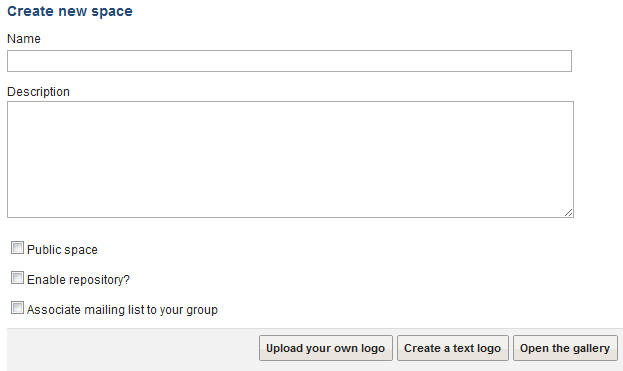 Create new space
Name
Description
Public space
Enable repository?
Associate mailing list to your group
Upload your own logo Create a text logo Open the gallery